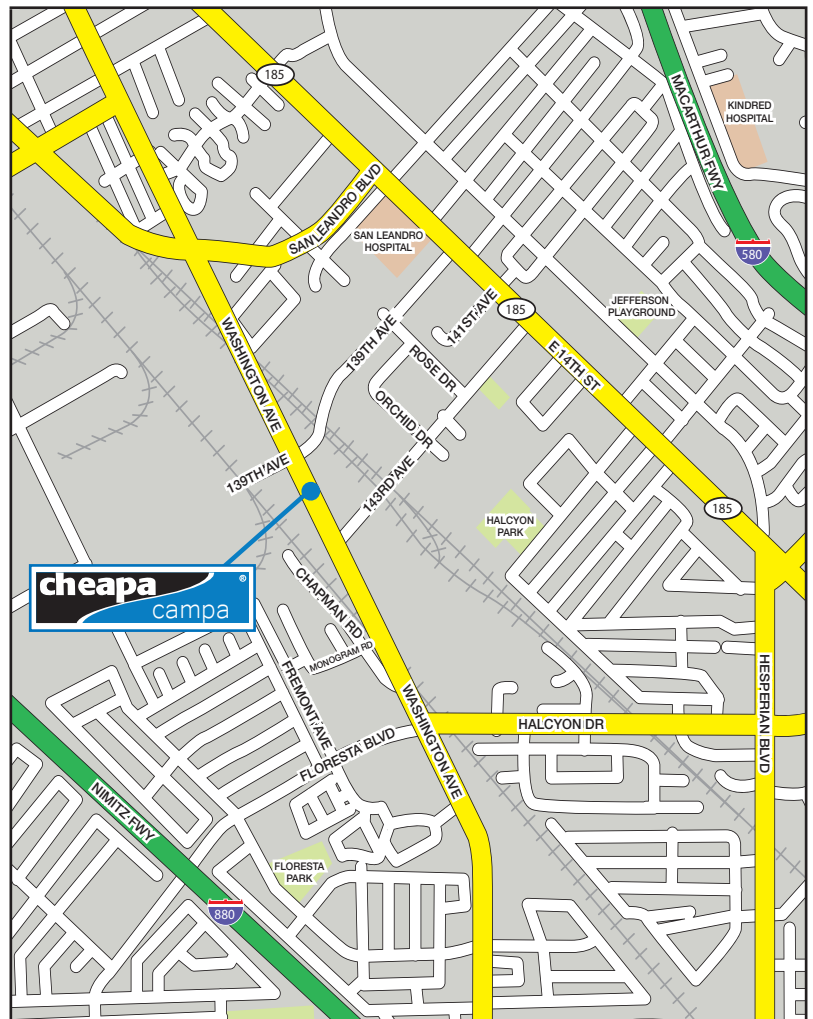 185
MACARTHUR FWY
KINDRED
HOSPITAL
SAN LEANDRO BLVD
SAN LEANDRO
HOSPITAL
580
JEFFERSON
PLAYGROUND
141ST AVE
185
139TH AVE
WASHINGTON AVE
E 14TH ST
ROSE DR
ORCHID DR
139TH AVE
143RD AVE
185
HALCYON
PARK
cheapa
®
campa
CHAPMAN RD
MONOGRAM RD
FREMONT AVE
WASHINGTON AVE
HESPERIAN BLVD
HALCYON DR
FLORESTA BLVD
NIMITZ FWY
FLORESTA
PARK
880